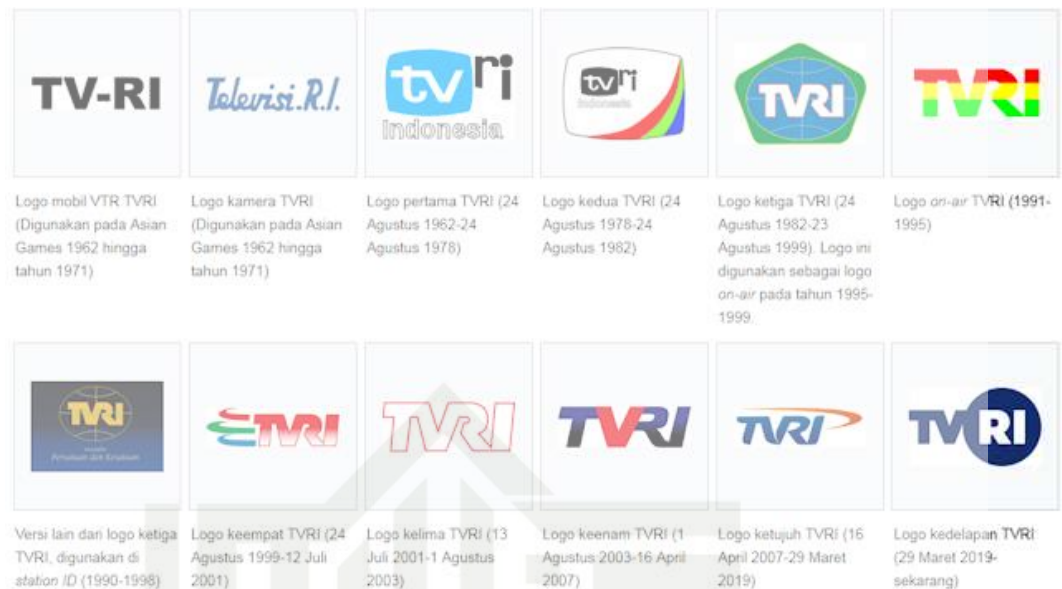 TV-RI
Televisi.R.I.
tv ri
Indonesia
tv ri
Indonesia
TVRI
TVRI
Logo mobil VTR TVRI
(Digunakan pada Asian
Games 1962 hingga
tahun 1971)
Logo kamera TVRI
(Digunakan pada Asian
Games 1962 hingga
tahun 1971)
Logo pertama TVRI (24
Agustus 1962-24
Agustus 1978)
Logo kedua TVRI (24
Agustus 1978-24
Agustus 1982)
Logo ketiga TVRI (24
Agustus 1982-23
Agustus 1999). Logo ini
digunakan sebagai logo
on-air pada tahun 1995-
1999.
Logo on-air TVRI (1991-
1995)
TVRI
Persatuan dan Kesatuan
TVRI
TVRI
TVRI
TVRI
TVRI
Versi lain dari logo ketiga
TVRI, digunakan di
station ID (1990-1998)
Logo keempat TVRI (24
Agustus 1999-12 Juli
2001)
Logo kelima TVRI (13
Juli 2001-1 Agustus
2003)
Logo keenam TVRI (1
Agustus 2003-16 April
2007)
Logo ketujuh TVRI (16
April 2007-29 Maret
2019)
Logo kedelapan TVRI
(29 Maret 2019-
sekarang)